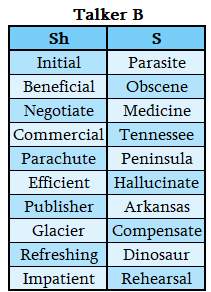 Talker B
Sh S
Initial Parasite
Beneficial Obscene
Negotiate Medicine
Commercial Tennessee
Parachute Peninsula
Efficient Hallucinate
Publisher Arkansas
Glacier Compensate
Refreshing Dinosaur
Impatient Rehearsal